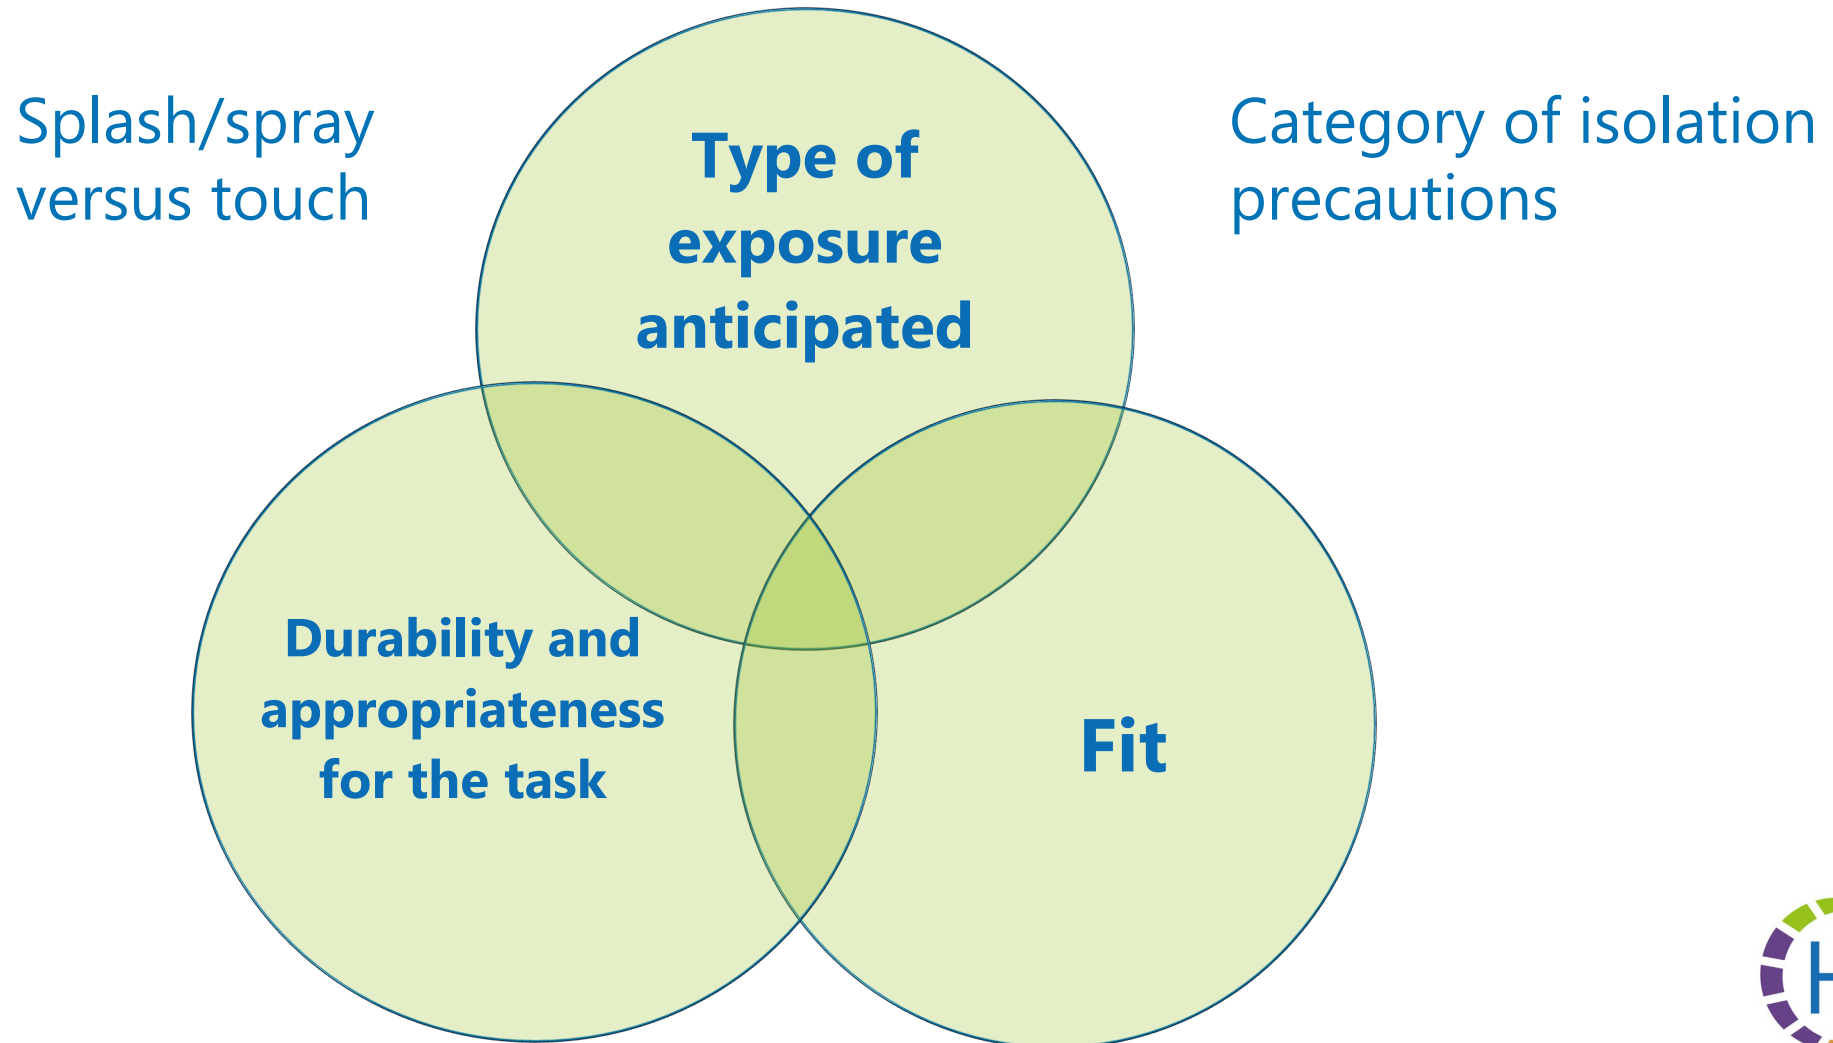 Splash/spray
versus touch
Type of
exposure
anticipated
Category of isolation
precautions
Durability and
appropriateness
for the task
Fit
H